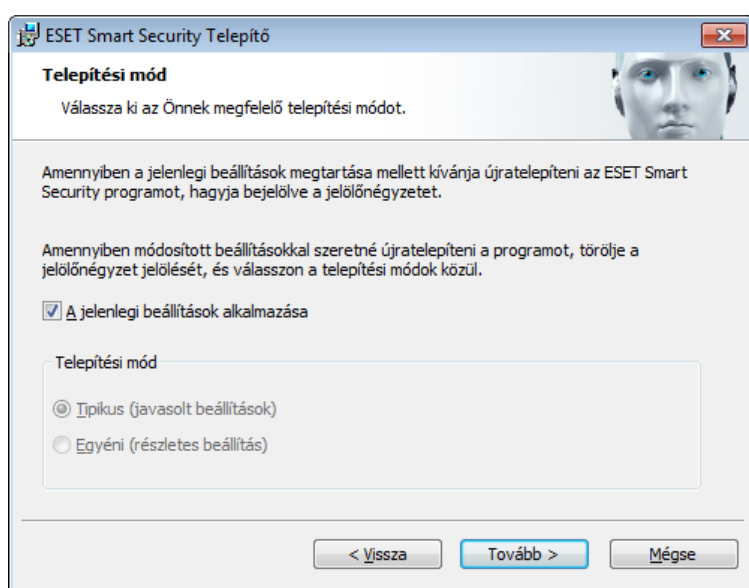 ESET Smart Security Telepítő
Telepítési mód
Válassza ki az Önnek megfelelő telepítési módot.
Amennyiben a jelenlegi beállítások megtartása mellett kívánja újratelepíteni az ESET Smart
Security programot, hagyja bejelölve a jelölőnégyzetet.
Amennyiben módosított beállításokkal szeretné újratelepíteni a programot, törölje a
jelölőnégyzet jelölését, és válasszon a telepítési módok közül.
A jelenlegi beállítások alkalmazása
Telepítési mód
Tipikus (javasolt beállítások)
Egyéni (részletes beállítás)
< Vissza
Tovább >
Mégse